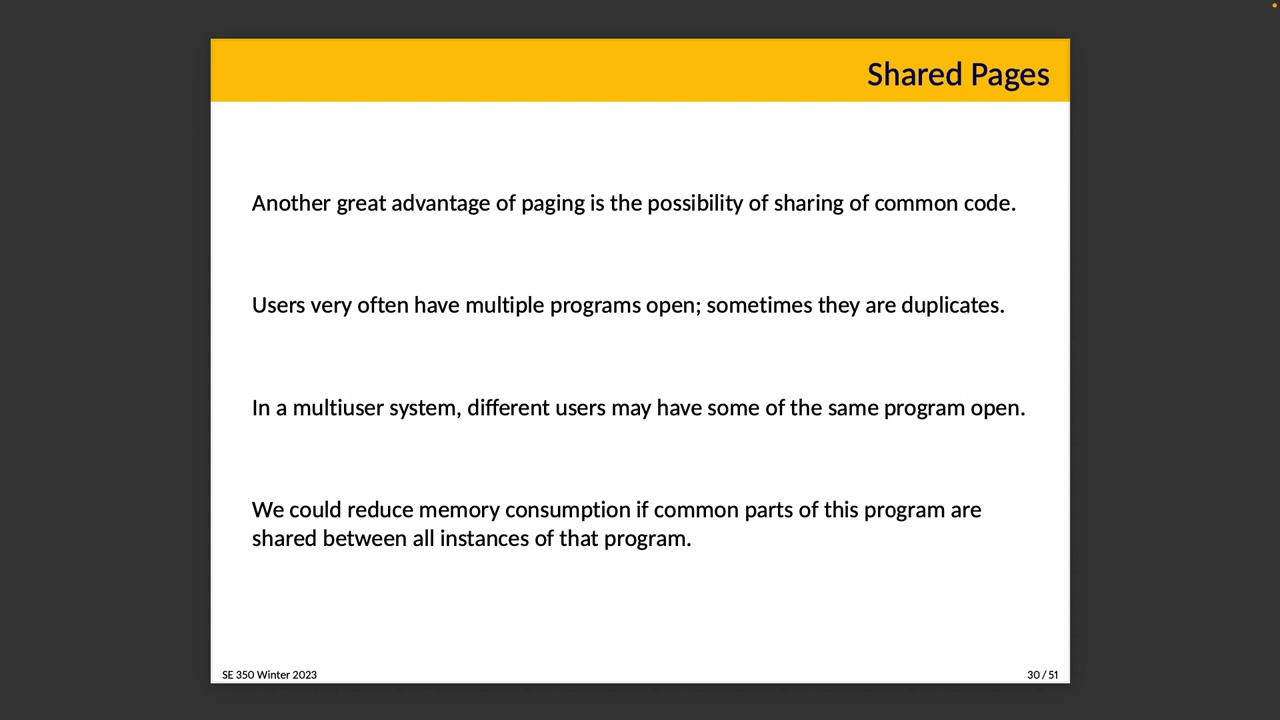 Shared Pages
Another great advantage of paging is the possibility of sharing of common code.
Users very often have multiple programs open; sometimes they are duplicates.
In a multiuser system, different users may have some of the same program open.
We could reduce memory consumption if common parts of this program are
shared between all instances of that program.
SE 350 Winter 2023
30 / 51